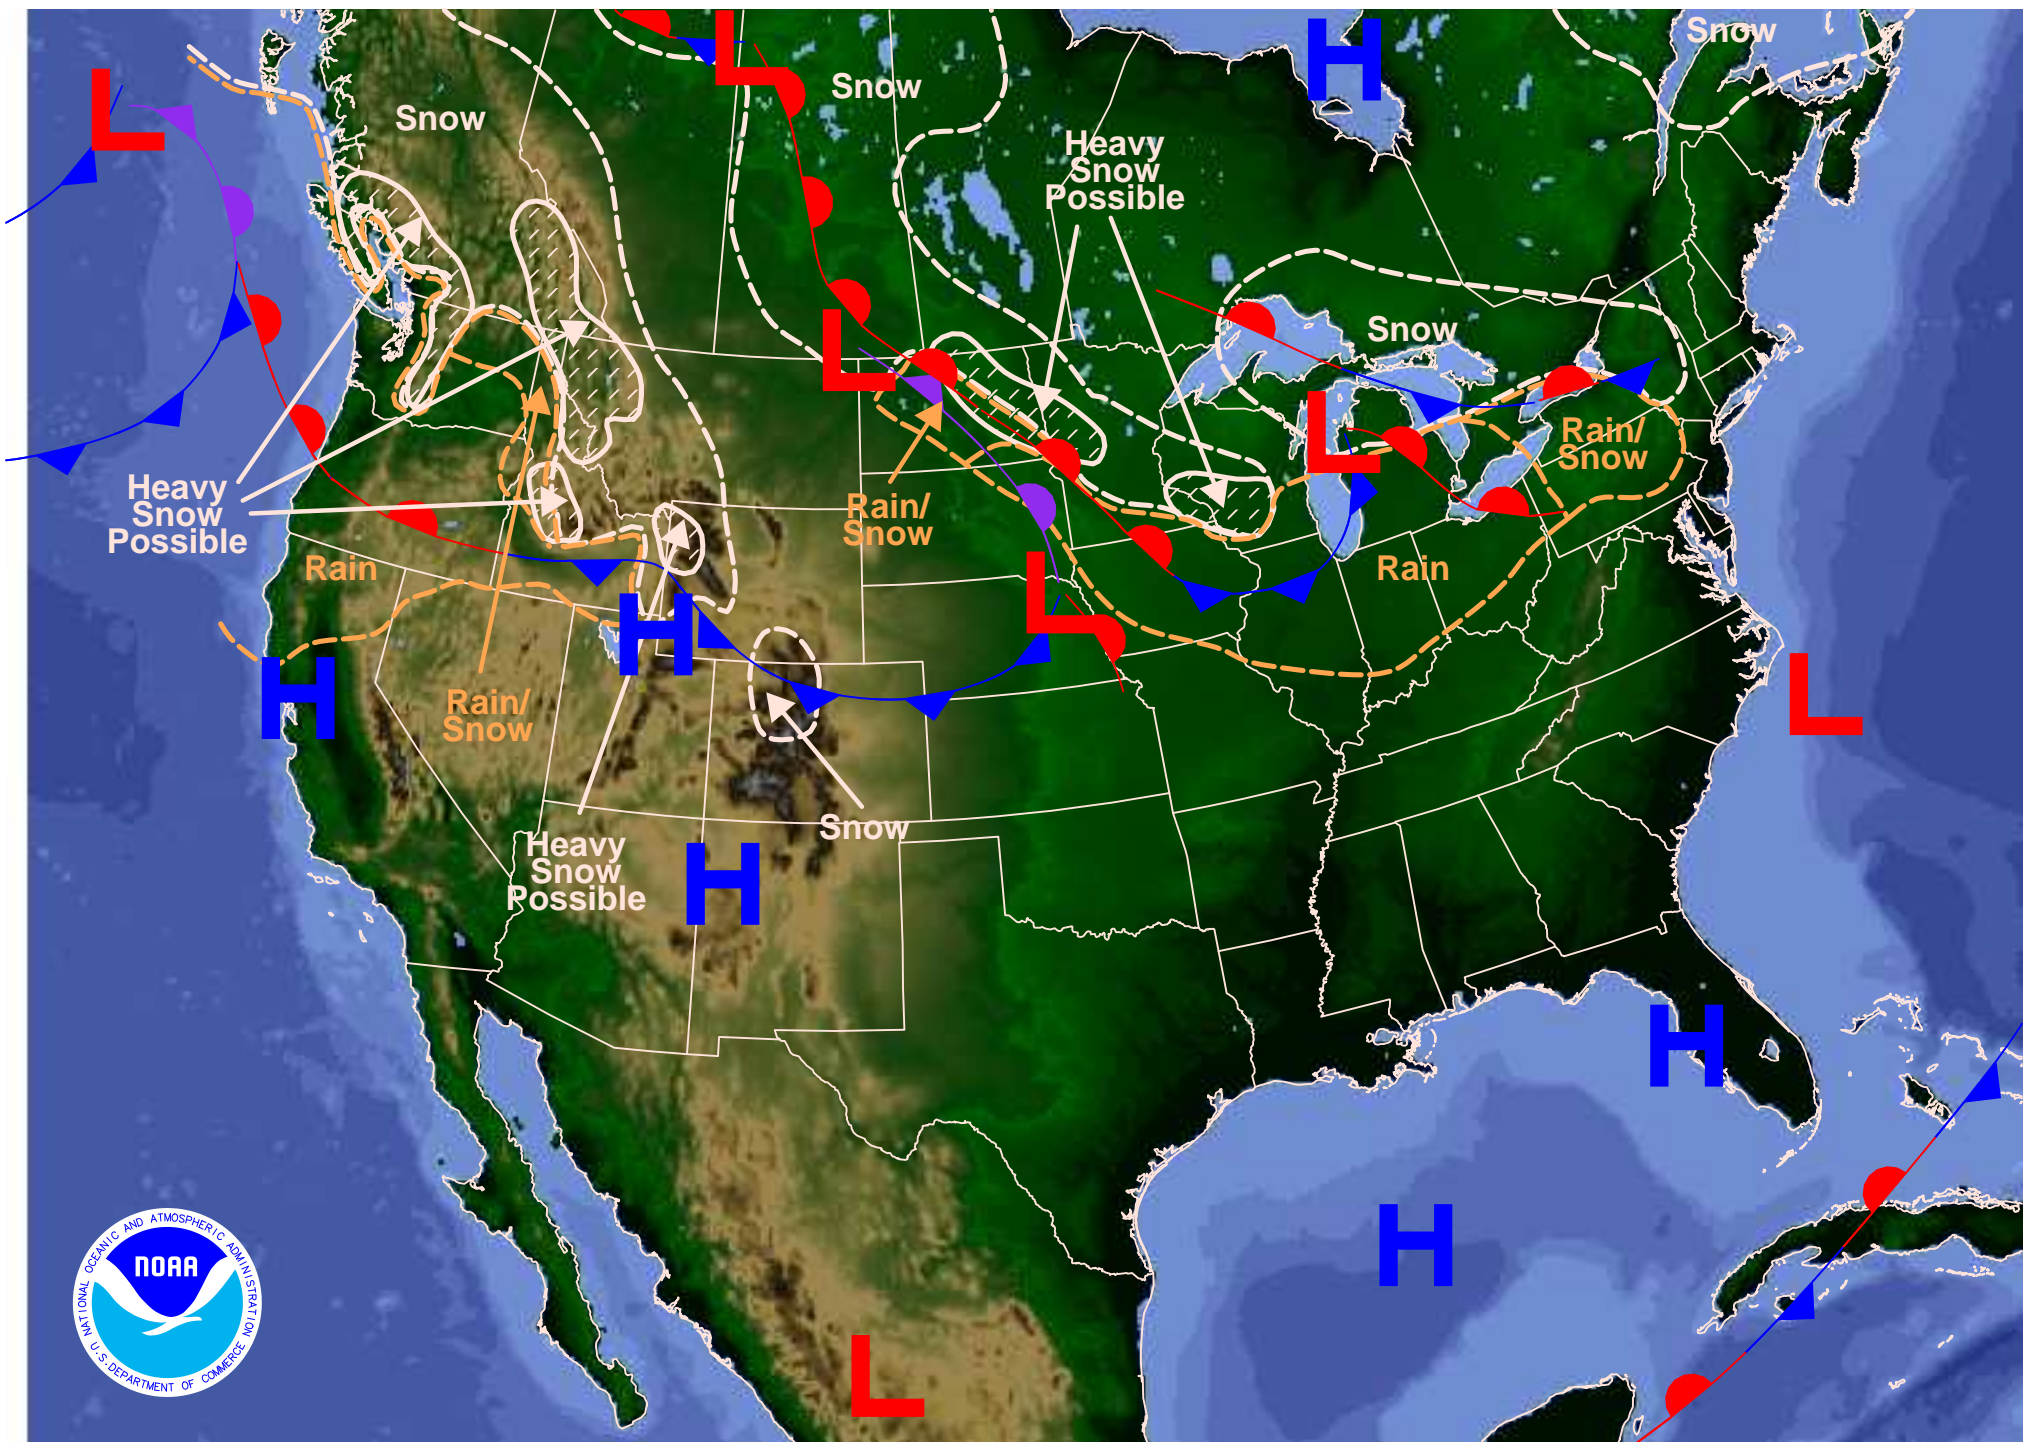 Snow
H
L
L
Snow
Snow
Heavy
Snow
Possible
L
Snow
L
Rain/
Snow
Heavy
Snow
Possible
Rain/
Snow
Rain
Rain
L
H
H
L
Rain/
Snow
Snow
Heavy
Snow
Possible
H
H
H
L
NOAA
NATIONAL OCEANIC AND ATMOSPHERIC ADMINISTRATION
U.S. DEPARTMENT OF COMMERCE